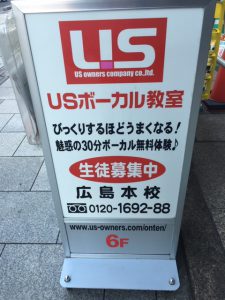 US
US owners company co.,ltd.
USボーカル教室
びっくりするほどうまくなる!
魅惑の30分ボーカル無料体験♪
生徒募集中
広島本校
0120-1692-88
www.us-owners.com/onten/
6F